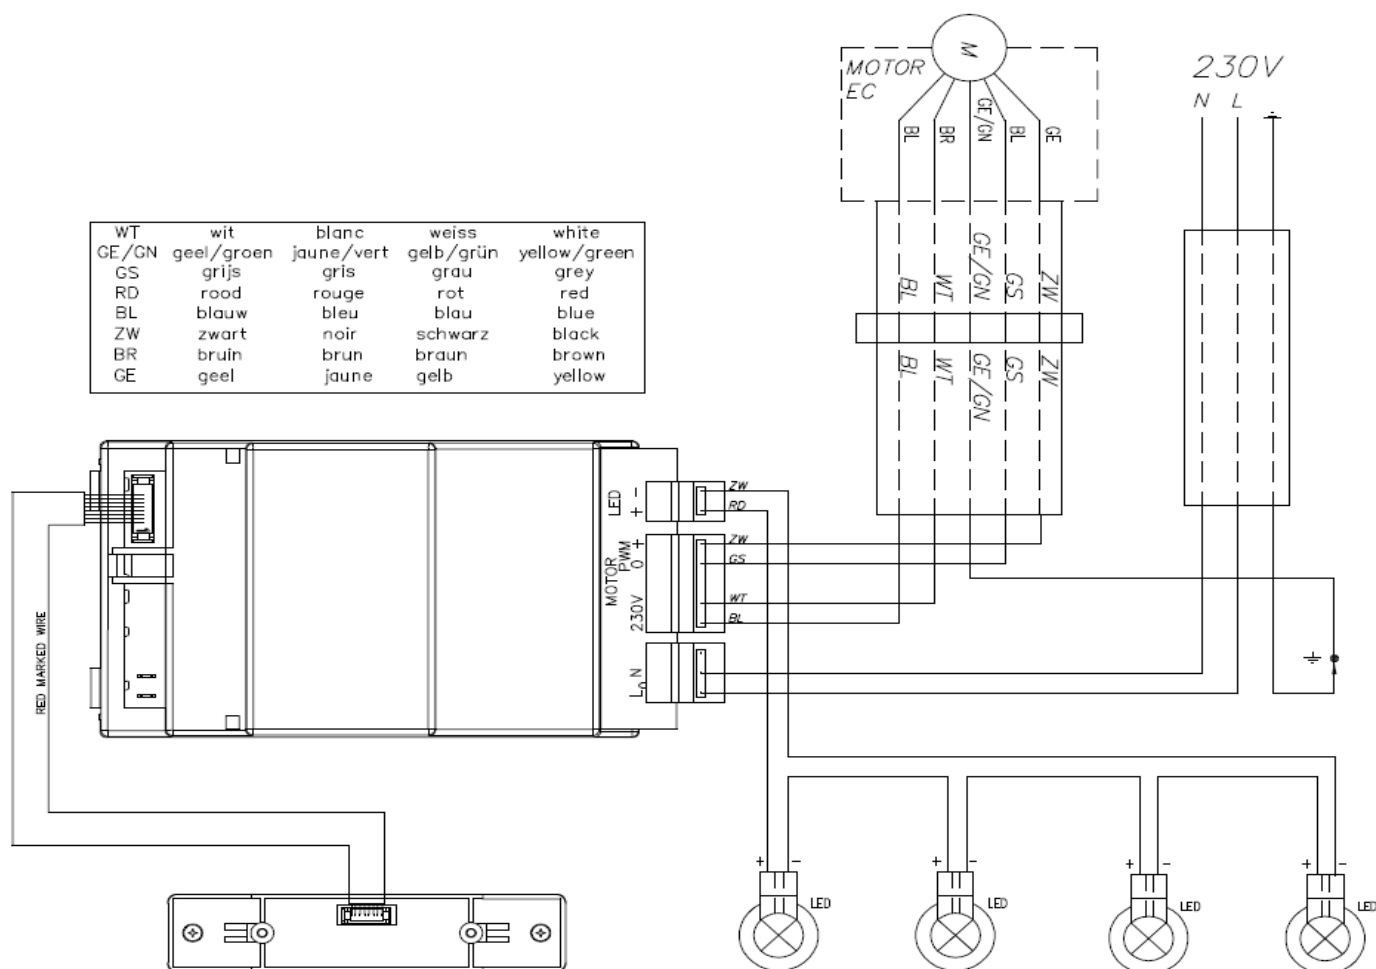 M
MOTOR
EC
230V
N L
BL BR GE/GN BL GE
WT wit blanc weiss white
GE/GN geel/groen jaune/vert gelb/grün yellow/green
GS grijs gris grau grey
RD rood rouge rot red
BL blauw bleu blau blue
ZW zwart noir schwarz black
BR bruin brun braun brown
GE geel jaune gelb yellow
BL WT GE/GN GS ZW
BL WT GE/GN GS ZW
LED
+ -
ZW
RD
MOTOR
PWM
0 +
230V
ZW
GS
WT
BL
L N
RED MARKED WIRE
+ - LED
+ - LED
+ - LED
+ - LED